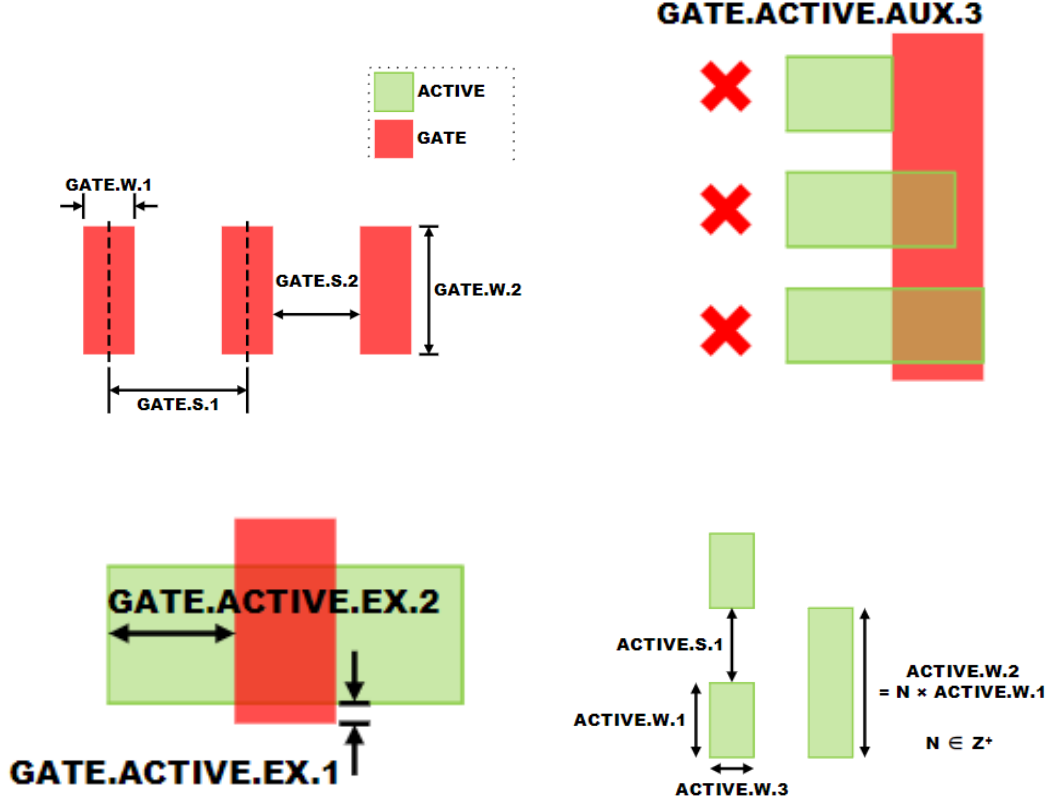 GATE.ACTIVE.AUX.3
ACTIVE
GATE
GATE.W.1
GATE.S.2
GATE.W.2
GATE.S.1
GATE.ACTIVE.EX.2
GATE.ACTIVE.EX.1
ACTIVE.S.1
ACTIVE.W.1
ACTIVE.W.3
ACTIVE.W.2
= N × ACTIVE.W.1
N ∈ Z⁺